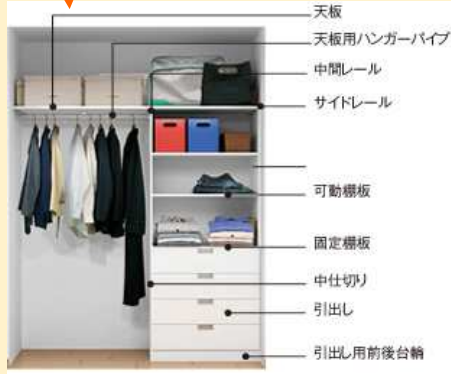 天板
天板用ハンガーパイプ
中間レール
サイドレール
可動棚板
固定棚板
中仕切り
引出し
引出し用前後台輪